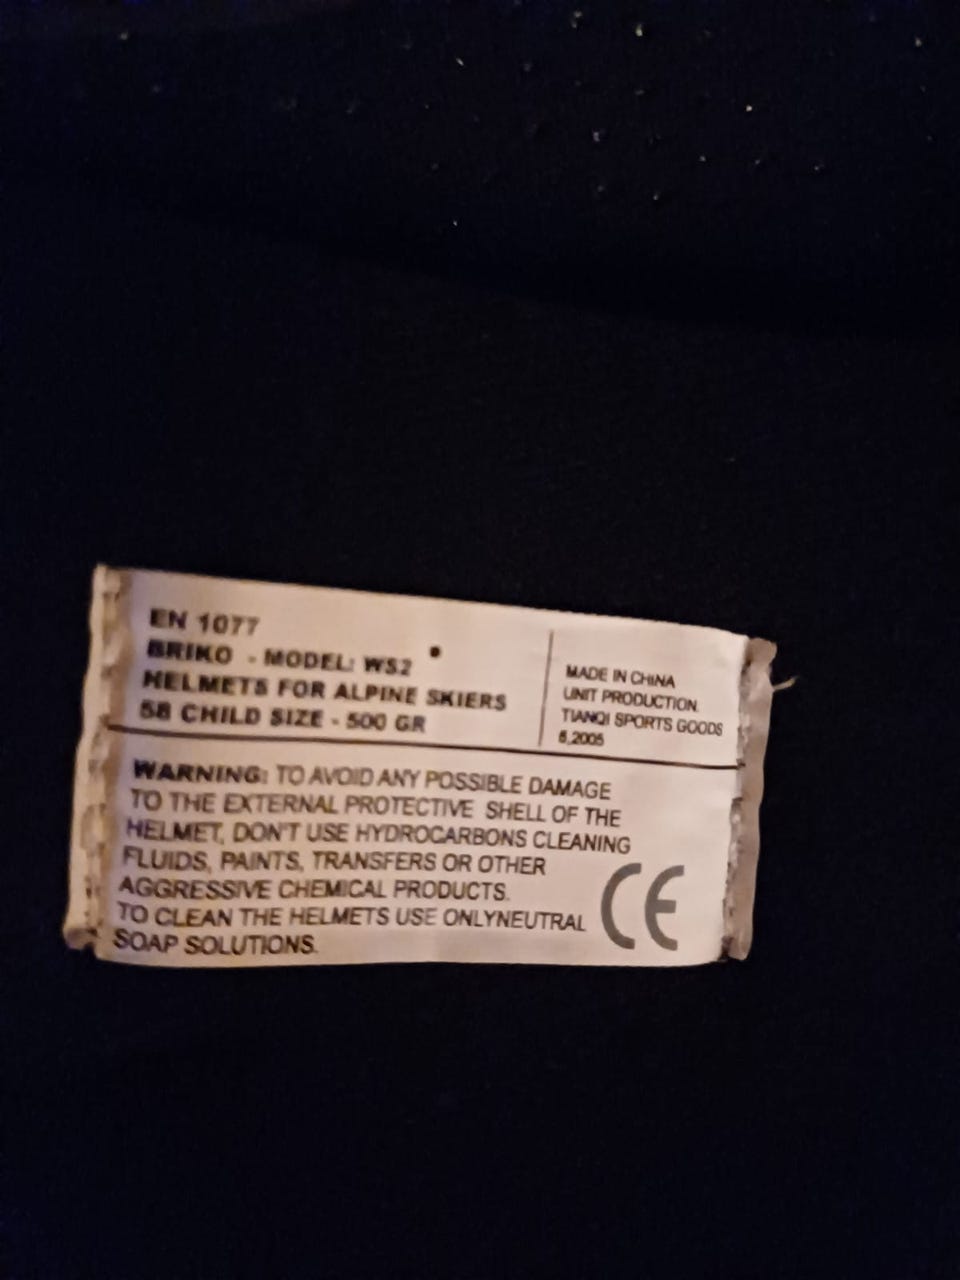 EN 1077
BRIKO - MODEL: WS2
HELMETS FOR ALPINE SKIERS
58 CHILD SIZE - 500 GR
MADE IN CHINA
UNIT PRODUCTION.
TIANQI SPORTS GOODS
6,2005
WARNING: TO AVOID ANY POSSIBLE DAMAGE
TO THE EXTERNAL PROTECTIVE SHELL OF THE
HELMET, DON'T USE HYDROCARBONS CLEANING
FLUIDS, PAINTS, TRANSFERS OR OTHER
AGGRESSIVE CHEMICAL PRODUCTS.
TO CLEAN THE HELMETS USE ONLYNEUTRAL
SOAP SOLUTIONS.
CE